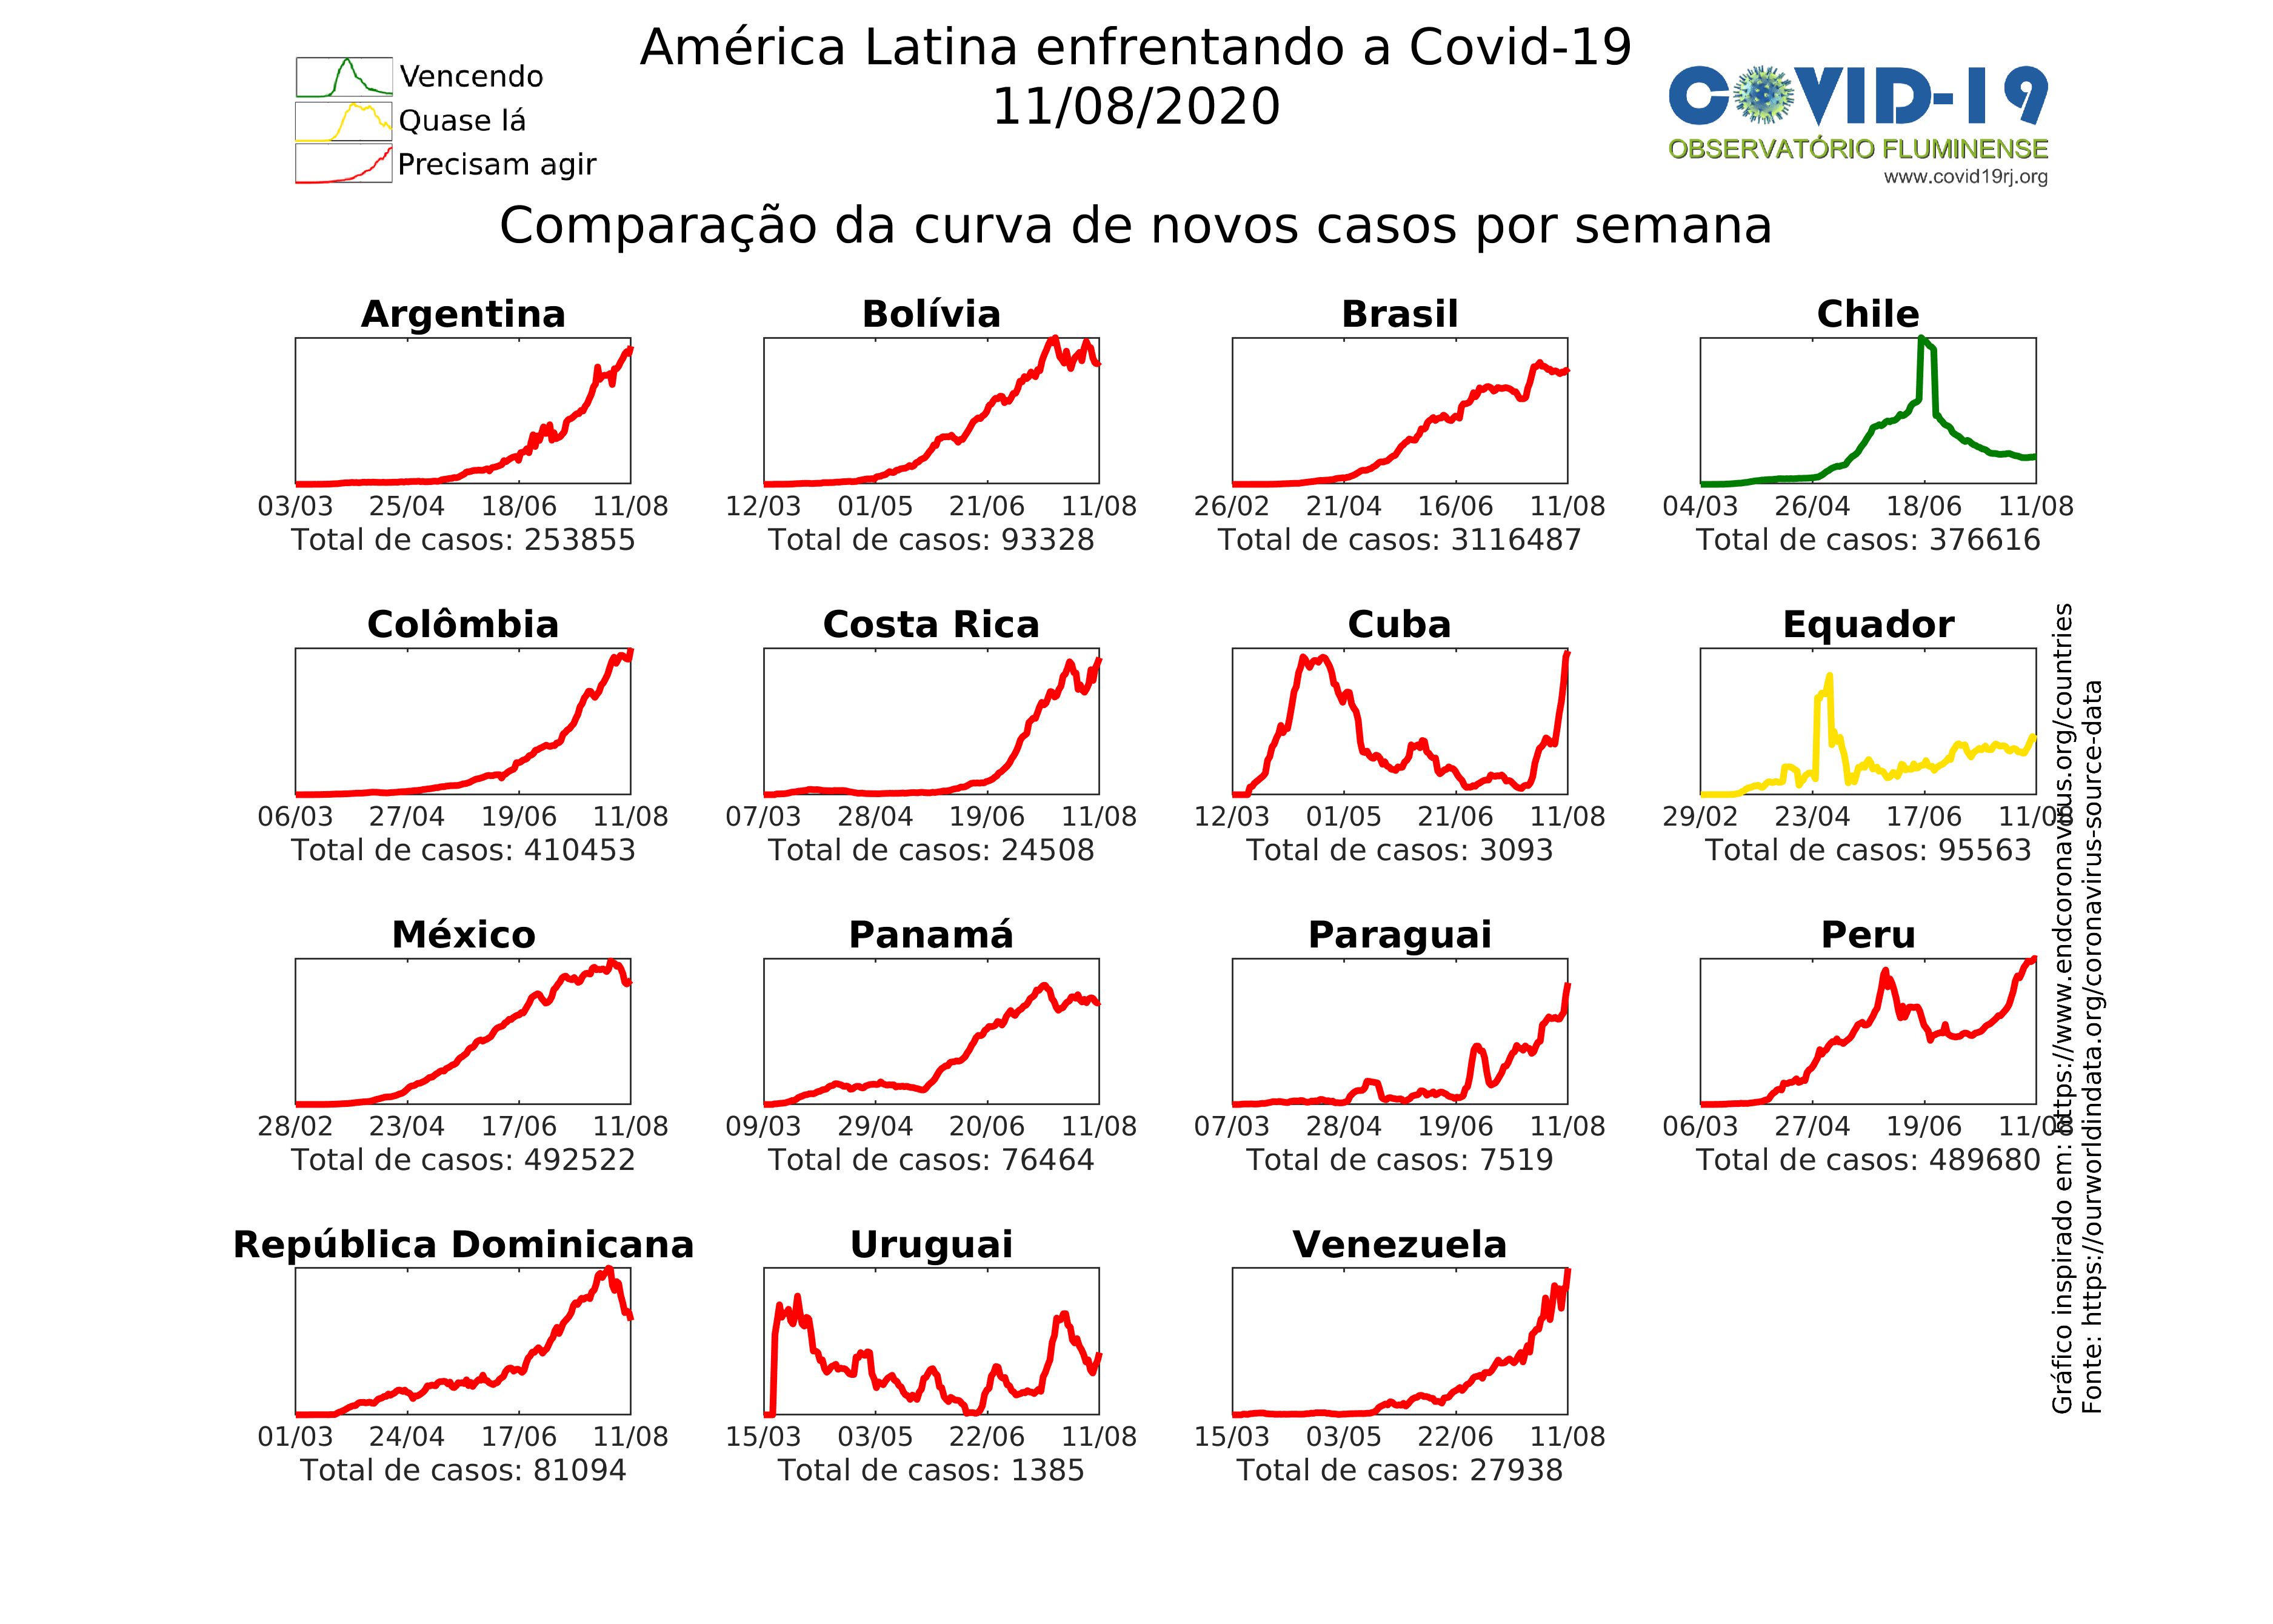 América Latina enfrentando a Covid-19
11/08/2020
Vencendo
Quase lá
Precisam agir
COVID-19
OBSERVATÓRIO FLUMINENSE
www.covid19rj.org
Comparação da curva de novos casos por semana
Argentina
03/03 25/04 18/06 11/08
Total de casos: 253855
Bolívia
12/03 01/05 21/06 11/08
Total de casos: 93328
Brasil
26/02 21/04 16/06 11/08
Total de casos: 3116487
Chile
04/03 26/04 18/06 11/08
Total de casos: 376616
Colômbia
06/03 27/04 19/06 11/08
Total de casos: 410453
Costa Rica
07/03 28/04 19/06 11/08
Total de casos: 24508
Cuba
12/03 01/05 21/06 11/08
Total de casos: 3093
Equador
29/02 23/04 17/06 11/08
Total de casos: 95563
México
28/02 23/04 17/06 11/08
Total de casos: 492522
Panamá
09/03 29/04 20/06 11/08
Total de casos: 76464
Paraguai
07/03 28/04 19/06 11/08
Total de casos: 7519
Peru
06/03 27/04 19/06 11/08
Total de casos: 489680
República Dominicana
01/03 24/04 17/06 11/08
Total de casos: 81094
Uruguai
15/03 03/05 22/06 11/08
Total de casos: 1385
Venezuela
15/03 03/05 22/06 11/08
Total de casos: 27938
Gráfico inspirado em: https://www.endcoronavirus.org/countries
Fonte: https://ourworldindata.org/coronavirus-source-data